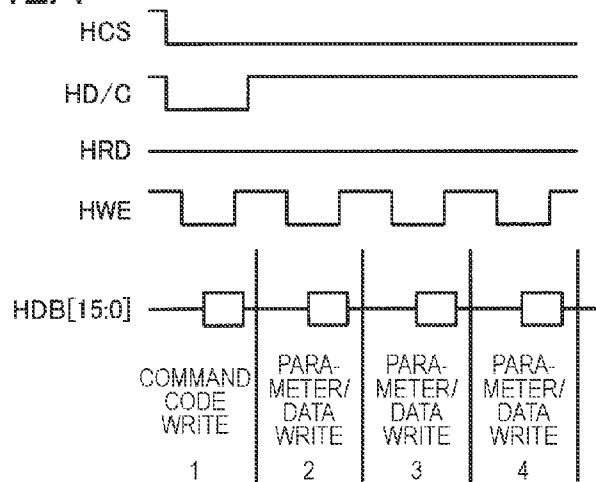 HCS
HD/C
HRD
HWE
HDB[15:0]
COMMAND
CODE
WRITE
1
PARA-
METER/
DATA
WRITE
2
PARA-
METER/
DATA
WRITE
3
PARA-
METER/
DATA
WRITE
4